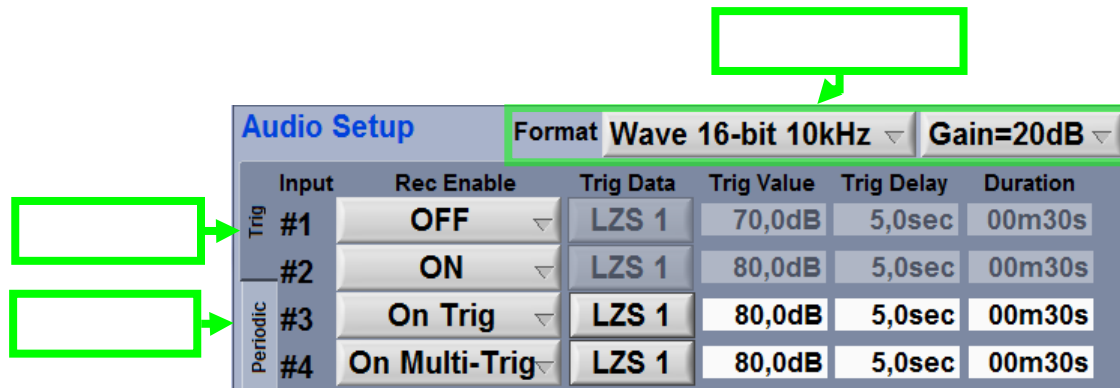 Audio Setup Format Wave 16-bit 10kHz Gain=20dB
Input Rec Enable Trig Data Trig Value Trig Delay Duration
Trig
#1 OFF LZS 1 70,0dB 5,0sec 00m30s
#2 ON LZS 1 80,0dB 5,0sec 00m30s
Periodic
#3 On Trig LZS 1 80,0dB 5,0sec 00m30s
#4 On Multi-Trig LZS 1 80,0dB 5,0sec 00m30s